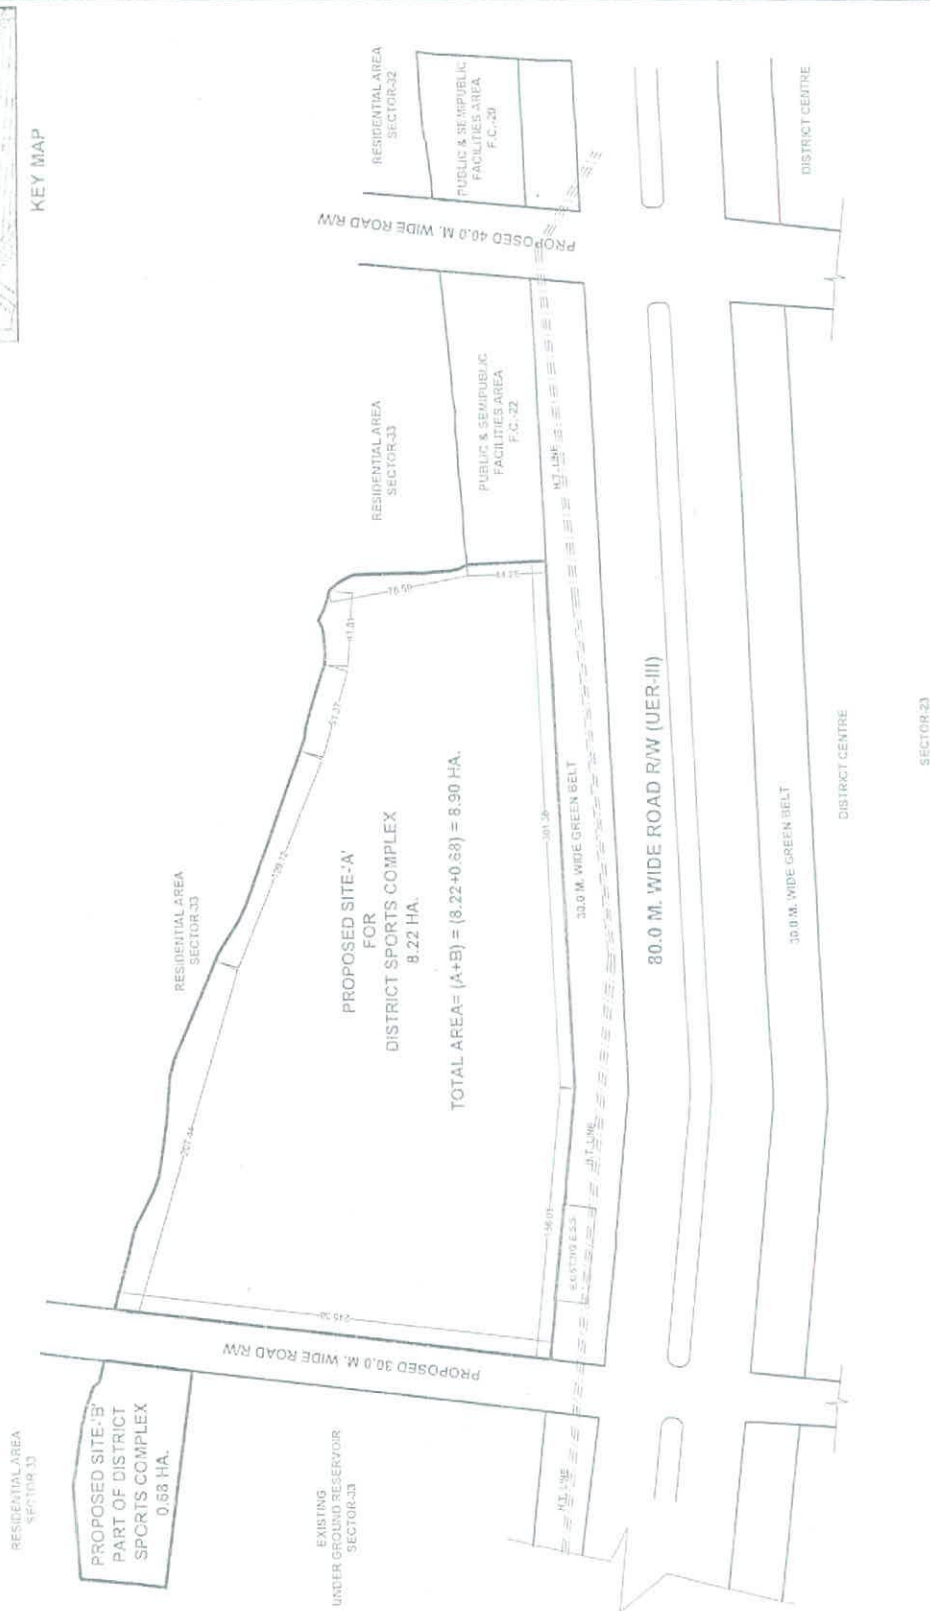 KEY MAP
RESIDENTIAL AREA
SECTOR-32
PUBLIC & SEMIPUBLIC
FACILITIES AREA
F.C.-20
PROPOSED 40.0 M. WIDE ROAD R/W
DISTRICT CENTRE
RESIDENTIAL AREA
SECTOR-33
PUBLIC & SEMIPUBLIC
FACILITIES AREA
F.C.-22
H.T. LINE
RESIDENTIAL AREA
SECTOR-33
PROPOSED SITE-'A'
FOR
DISTRICT SPORTS COMPLEX
8.22 HA.
TOTAL AREA= (A+B) = (8.22+0.68) = 8.90 HA.
76.50
44.25
30.0 M. WIDE GREEN BELT
80.0 M. WIDE ROAD R/W (UER-III)
30.0 M. WIDE GREEN BELT
DISTRICT CENTRE
SECTOR-23
H.T. LINE
EXISTING E.S.S.
PROPOSED 30.0 M. WIDE ROAD R/W
RESIDENTIAL AREA
SECTOR-33
PROPOSED SITE-'B'
PART OF DISTRICT
SPORTS COMPLEX
0.68 HA.
EXISTING
UNDER GROUND RESERVOIR
SECTOR-33
H.T. LINE